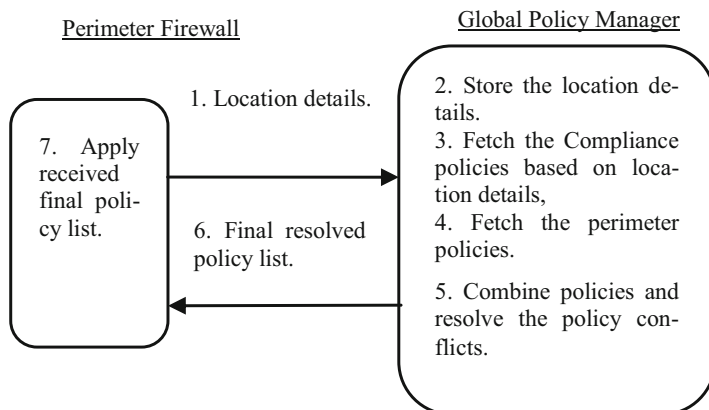 Perimeter Firewall
Global Policy Manager
1. Location details.
2. Store the location de-
tails.
3. Fetch the Compliance
policies based on loca-
tion details,
4. Fetch the perimeter
policies.
5. Combine policies and
resolve the policy con-
flicts.
6. Final resolved
policy list.
7. Apply
received
final poli-
cy list.